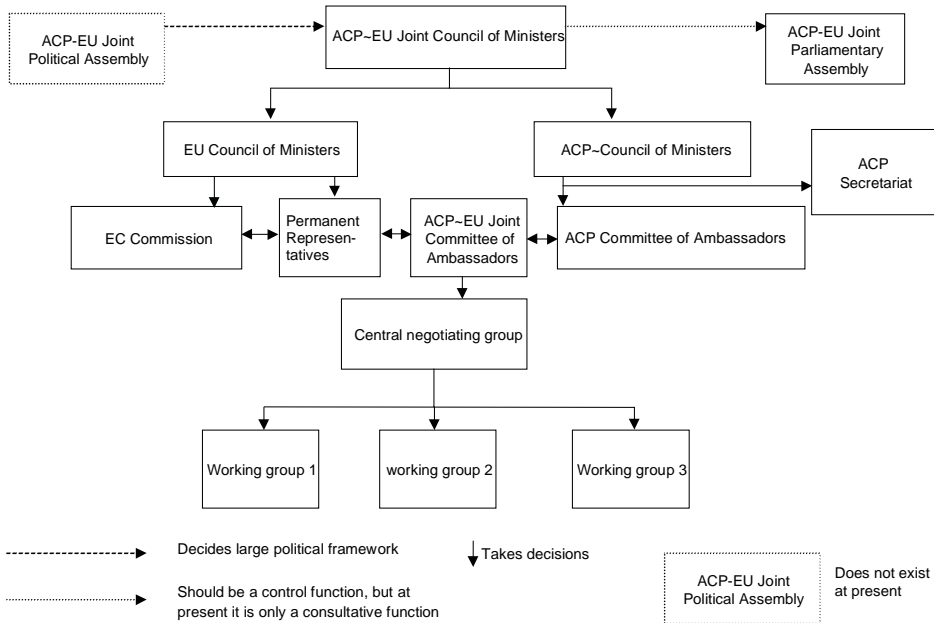 ACP-EU Joint
Political Assembly
ACP~EU Joint Council of Ministers
ACP-EU Joint
Parliamentary
Assembly
EU Council of Ministers
ACP~Council of Ministers
ACP
Secretariat
EC Commission
Permanent
Represen-
tatives
ACP~EU Joint
Committee of
Ambassadors
ACP Committee of Ambassadors
Central negotiating group
Working group 1
working group 2
Working group 3
Decides large political framework
Takes decisions
Should be a control function, but at
present it is only a consultative function
ACP-EU Joint
Political Assembly
Does not exist
at present